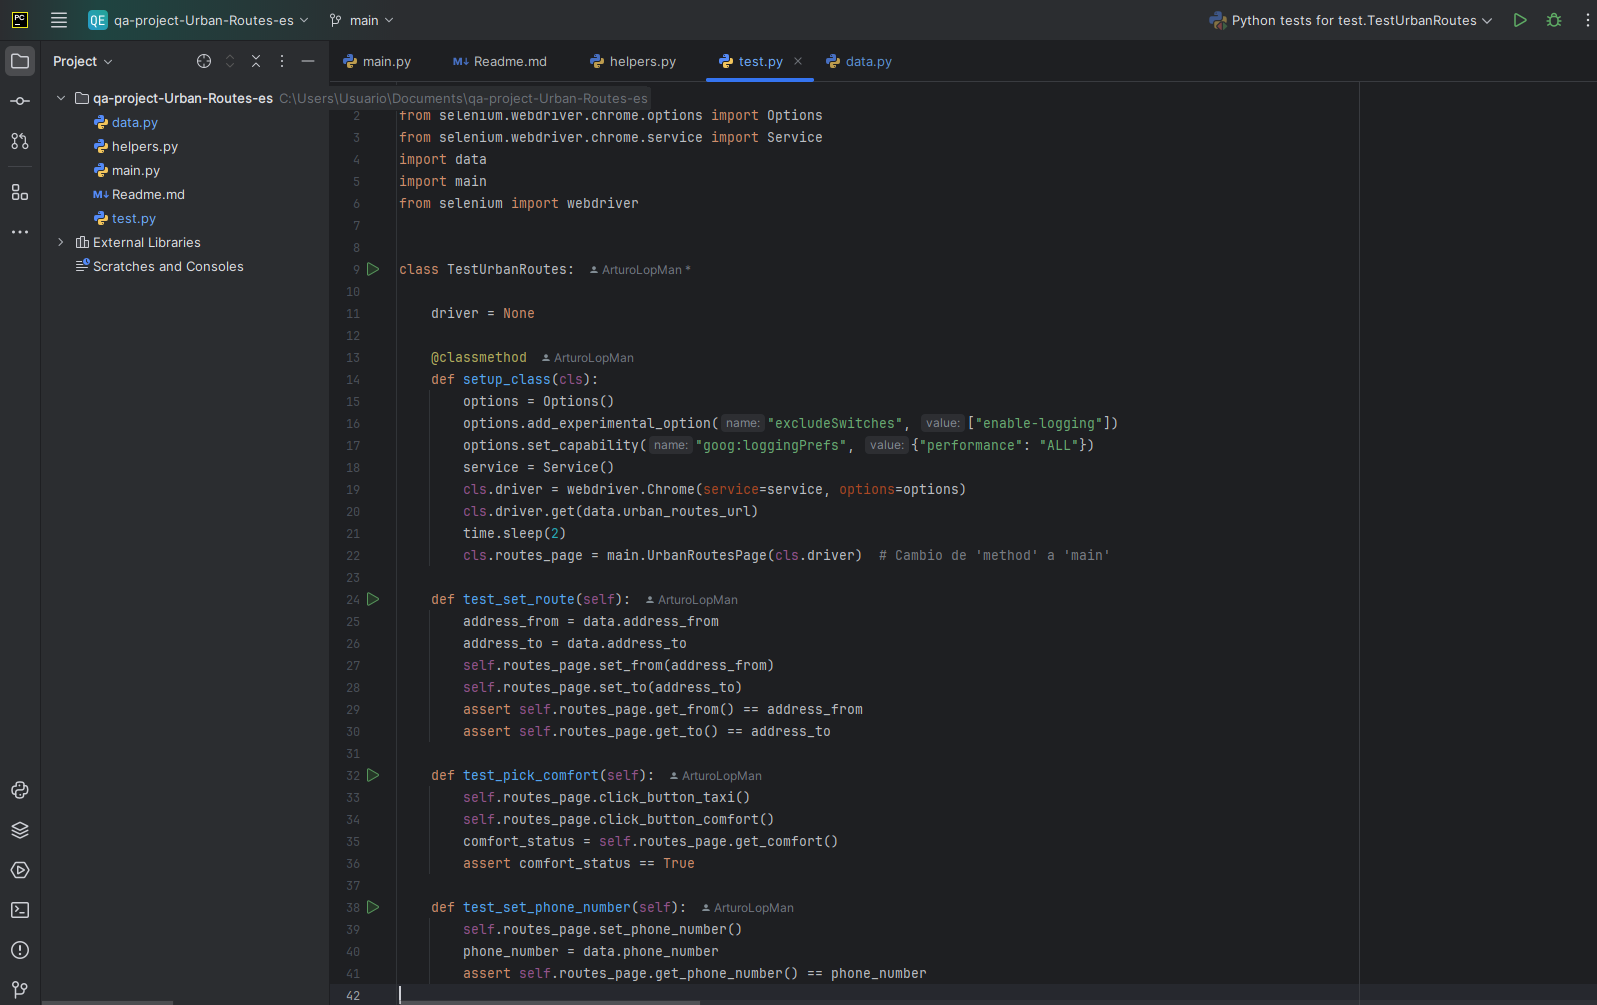 PC
QE qa-project-Urban-Routes-es
main
Python tests for test.TestUrbanRoutes
Project
main.py
M↓ Readme.md
helpers.py
test.py
data.py
qa-project-Urban-Routes-es C:\Users\Usuario\Documents\qa-project-Urban-Routes-es
data.py
helpers.py
main.py
M↓ Readme.md
test.py
External Libraries
Scratches and Consoles
2 from selenium.webdriver.chrome.options import Options
3 from selenium.webdriver.chrome.service import Service
4 import data
5 import main
6 from selenium import webdriver
7
8
9 class TestUrbanRoutes: ArturoLopMan *
10
11 driver = None
12
13 @classmethod ArturoLopMan
14 def setup_class(cls):
15 options = Options()
16 options.add_experimental_option( name: "excludeSwitches", value: ["enable-logging"])
17 options.set_capability( name: "goog:loggingPrefs", value: {"performance": "ALL"})
18 service = Service()
19 cls.driver = webdriver.Chrome(service=service, options=options)
20 cls.driver.get(data.urban_routes_url)
21 time.sleep(2)
22 cls.routes_page = main.UrbanRoutesPage(cls.driver) # Cambio de 'method' a 'main'
23
24 def test_set_route(self): ArturoLopMan
25 address_from = data.address_from
26 address_to = data.address_to
27 self.routes_page.set_from(address_from)
28 self.routes_page.set_to(address_to)
29 assert self.routes_page.get_from() == address_from
30 assert self.routes_page.get_to() == address_to
31
32 def test_pick_comfort(self): ArturoLopMan
33 self.routes_page.click_button_taxi()
34 self.routes_page.click_button_comfort()
35 comfort_status = self.routes_page.get_comfort()
36 assert comfort_status == True
37
38 def test_set_phone_number(self): ArturoLopMan
39 self.routes_page.set_phone_number()
40 phone_number = data.phone_number
41 assert self.routes_page.get_phone_number() == phone_number
42